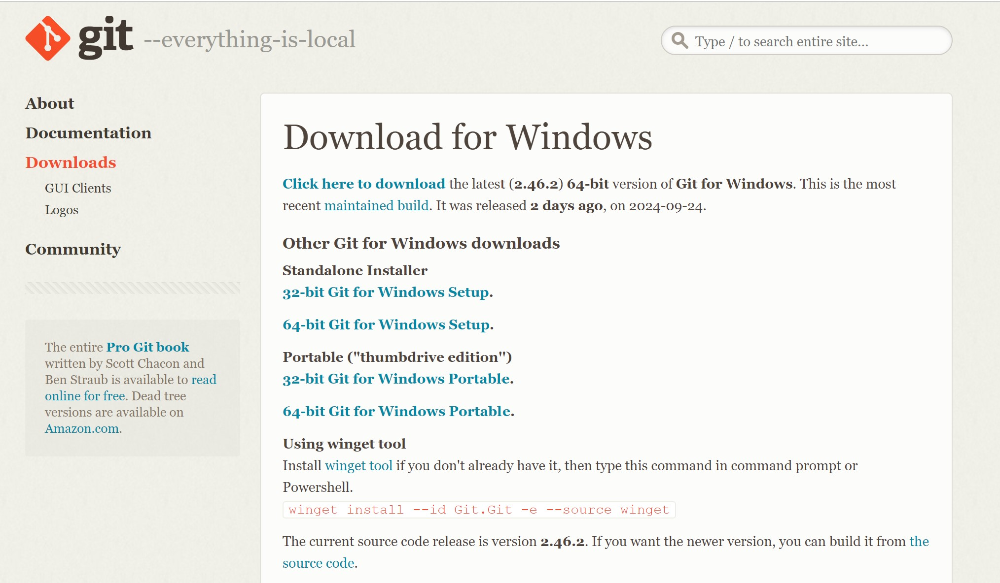 git --everything-is-local
Type / to search entire site...
About
Documentation
Downloads
GUI Clients
Logos
Community
The entire Pro Git book
written by Scott Chacon and
Ben Straub is available to read
online for free. Dead tree
versions are available on
Amazon.com.
Download for Windows
Click here to download the latest (2.46.2) 64-bit version of Git for Windows. This is the most
recent maintained build. It was released 2 days ago, on 2024-09-24.
Other Git for Windows downloads
Standalone Installer
32-bit Git for Windows Setup.
64-bit Git for Windows Setup.
Portable ("thumbdrive edition")
32-bit Git for Windows Portable.
64-bit Git for Windows Portable.
Using winget tool
Install winget tool if you don't already have it, then type this command in command prompt or
Powershell.
winget install --id Git.Git -e --source winget
The current source code release is version 2.46.2. If you want the newer version, you can build it from the
source code.